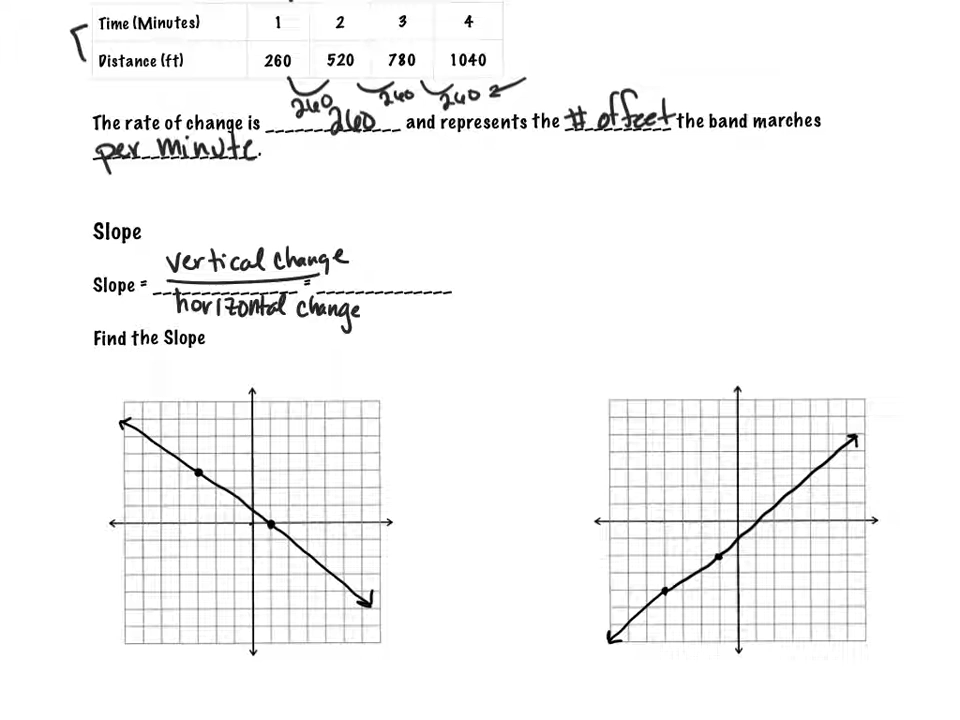 Time (Minutes) 1 2 3 4
Distance (ft) 260 520 780 1040
260 260 260
The rate of change is 260 and represents the # of feet the band marches
per minute.
Slope
vertical change
Slope = =
horizontal change
Find the Slope